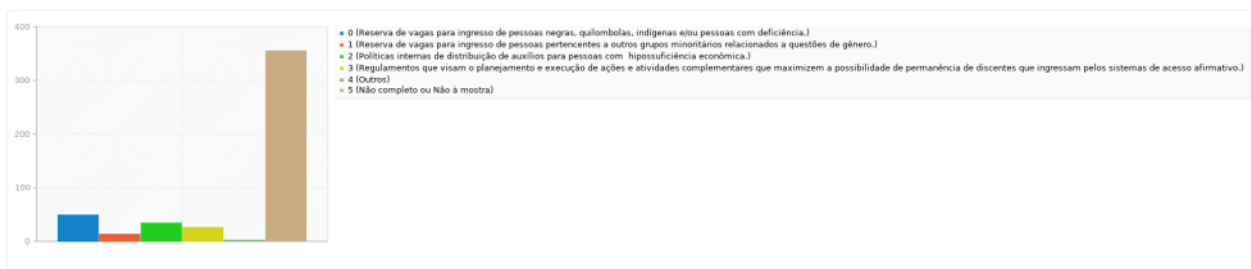 400
300
200
100
0
0 (Reserva de vagas para ingresso de pessoas negras, quilombolas, indígenas e/ou pessoas com deficiência.)
1 (Reserva de vagas para ingresso de pessoas pertencentes a outros grupos minoritários relacionados a questões de gênero.)
2 (Políticas internas de distribuição de auxílios para pessoas com  hipossuficiência econômica.)
3 (Regulamentos que visam o planejamento e execução de ações e atividades complementares que maximizem a possibilidade de permanência de discentes que ingressam pelos sistemas de acesso afirmativo.)
4 (Outros)
5 (Não completo ou Não à mostra)